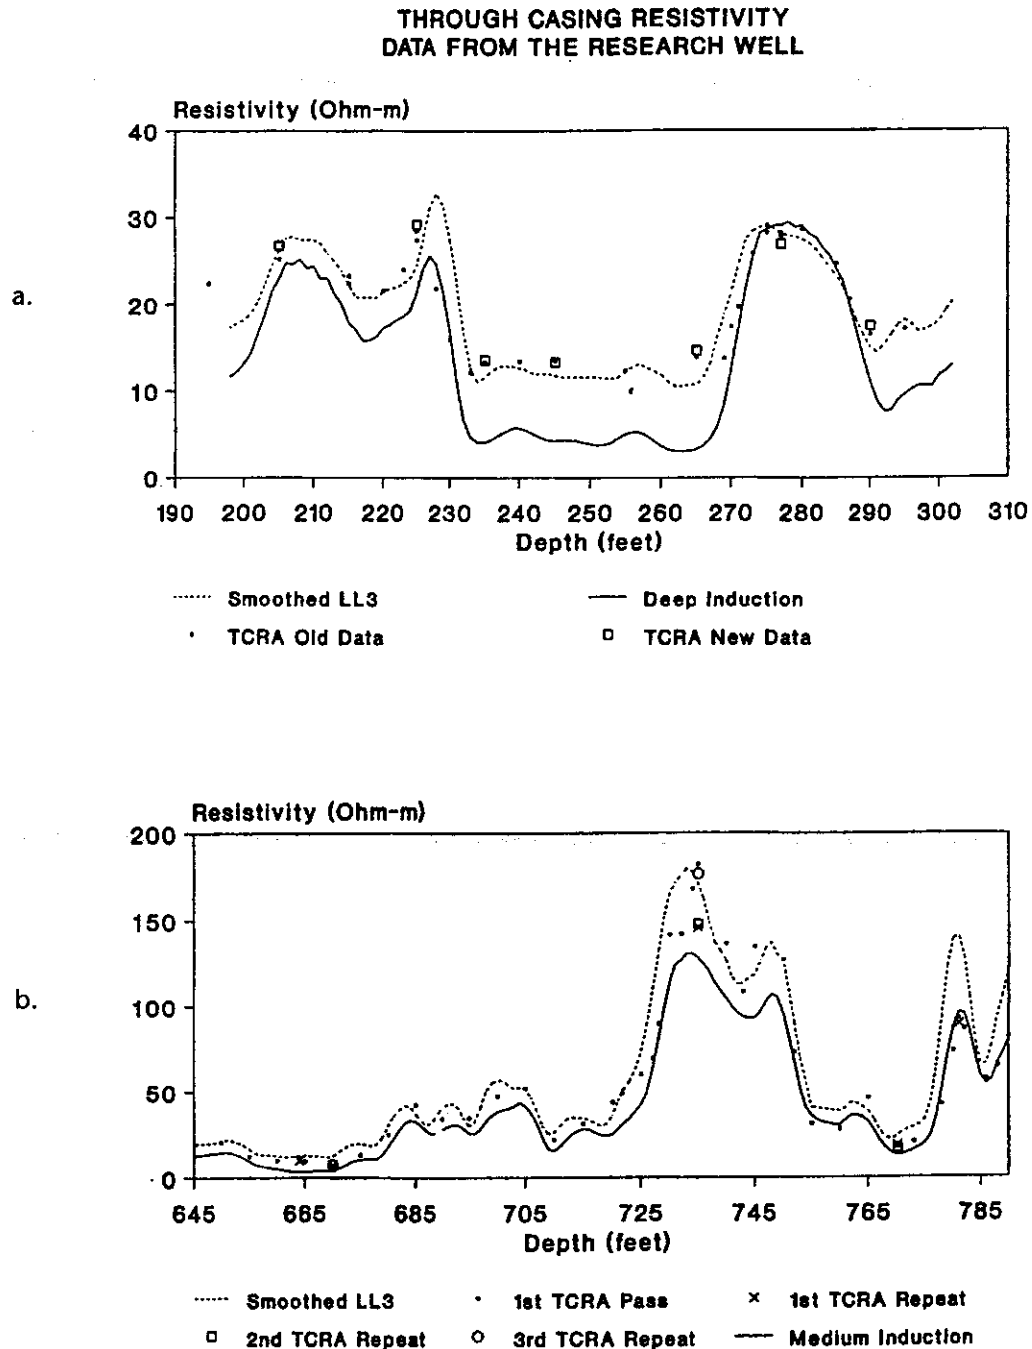 THROUGH CASING RESISTIVITY
DATA FROM THE RESEARCH WELL
Resistivity (Ohm-m)
40
30
20
10
0
a.
190 200 210 220 230 240 250 260 270 280 290 300 310
Depth (feet)
Smoothed LL3 Deep Induction
TCRA Old Data TCRA New Data
Resistivity (Ohm-m)
200
150
100
50
0
b.
645 665 685 705 725 745 765 785
Depth (feet)
Smoothed LL3 1st TCRA Pass 1st TCRA Repeat
2nd TCRA Repeat 3rd TCRA Repeat Medium Induction